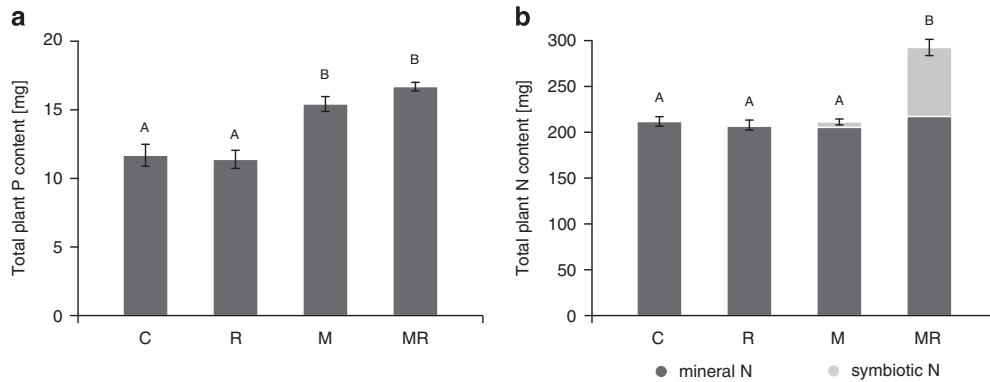 a
Total plant P content [mg]
20
15
10
5
0
A
A
B
B
C
R
M
MR
b
Total plant N content [mg]
300
250
200
150
100
50
0
A
A
A
B
C
R
M
MR
mineral N
symbiotic N